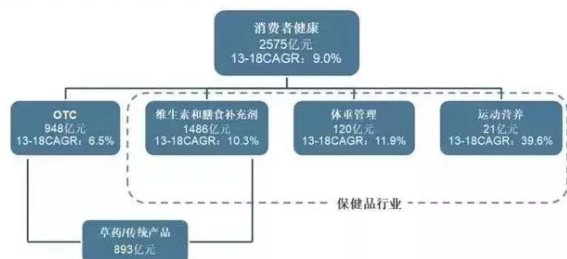 消费者健康
2575亿元
13-18CAGR：9.0%
OTC
948亿元
13-18CAGR：6.5%
维生素和膳食补充剂
1486亿元
13-18CAGR：10.3%
体重管理
120亿元
13-18CAGR：11.9%
运动营养
21亿元
13-18CAGR：39.6%
保健品行业
草药/传统产品
893亿元